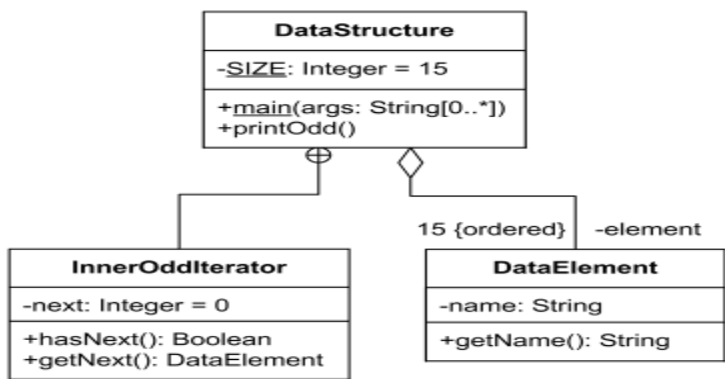 DataStructure
-SIZE: Integer = 15
+main(args: String[0..*])
+printOdd()
15 {ordered} -element
InnerOddIterator
-next: Integer = 0
+hasNext(): Boolean
+getNext(): DataElement
DataElement
-name: String
+getName(): String